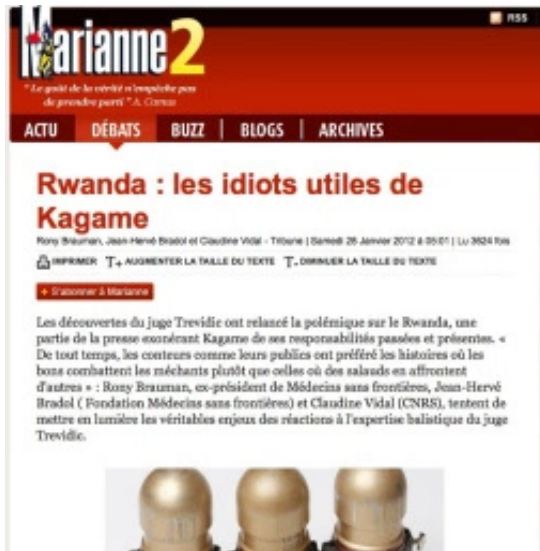 RSS
Marianne2
"Le goût de la vérité n'empêche pas
de prendre parti" A. Camus
ACTU DÉBATS BUZZ | BLOGS | ARCHIVES
Rwanda : les idiots utiles de
Kagame
Rony Brauman, Jean-Hervé Bradol et Claudine Vidal - Tribune | Samedi 28 Janvier 2012 à 05:01 | Lu 3624 fois
IMPRIMER T+ AUGMENTER LA TAILLE DU TEXTE T- DIMINUER LA TAILLE DU TEXTE
+ S'abonner à Marianne
Les découvertes du juge Trevidic ont relancé la polémique sur le Rwanda, une
partie de la presse exonérant Kagame de ses responsabilités passées et présentes. «
De tout temps, les conteurs comme leurs publics ont préféré les histoires où les
bons combattent les méchants plutôt que celles où des salauds en affrontent
d'autres » : Rony Brauman, ex-président de Médecins sans frontières, Jean-Hervé
Bradol ( Fondation Médecins sans frontières) et Claudine Vidal (CNRS), tentent de
mettre en lumière les véritables enjeux des réactions à l'expertise balistique du juge
Trevidic.